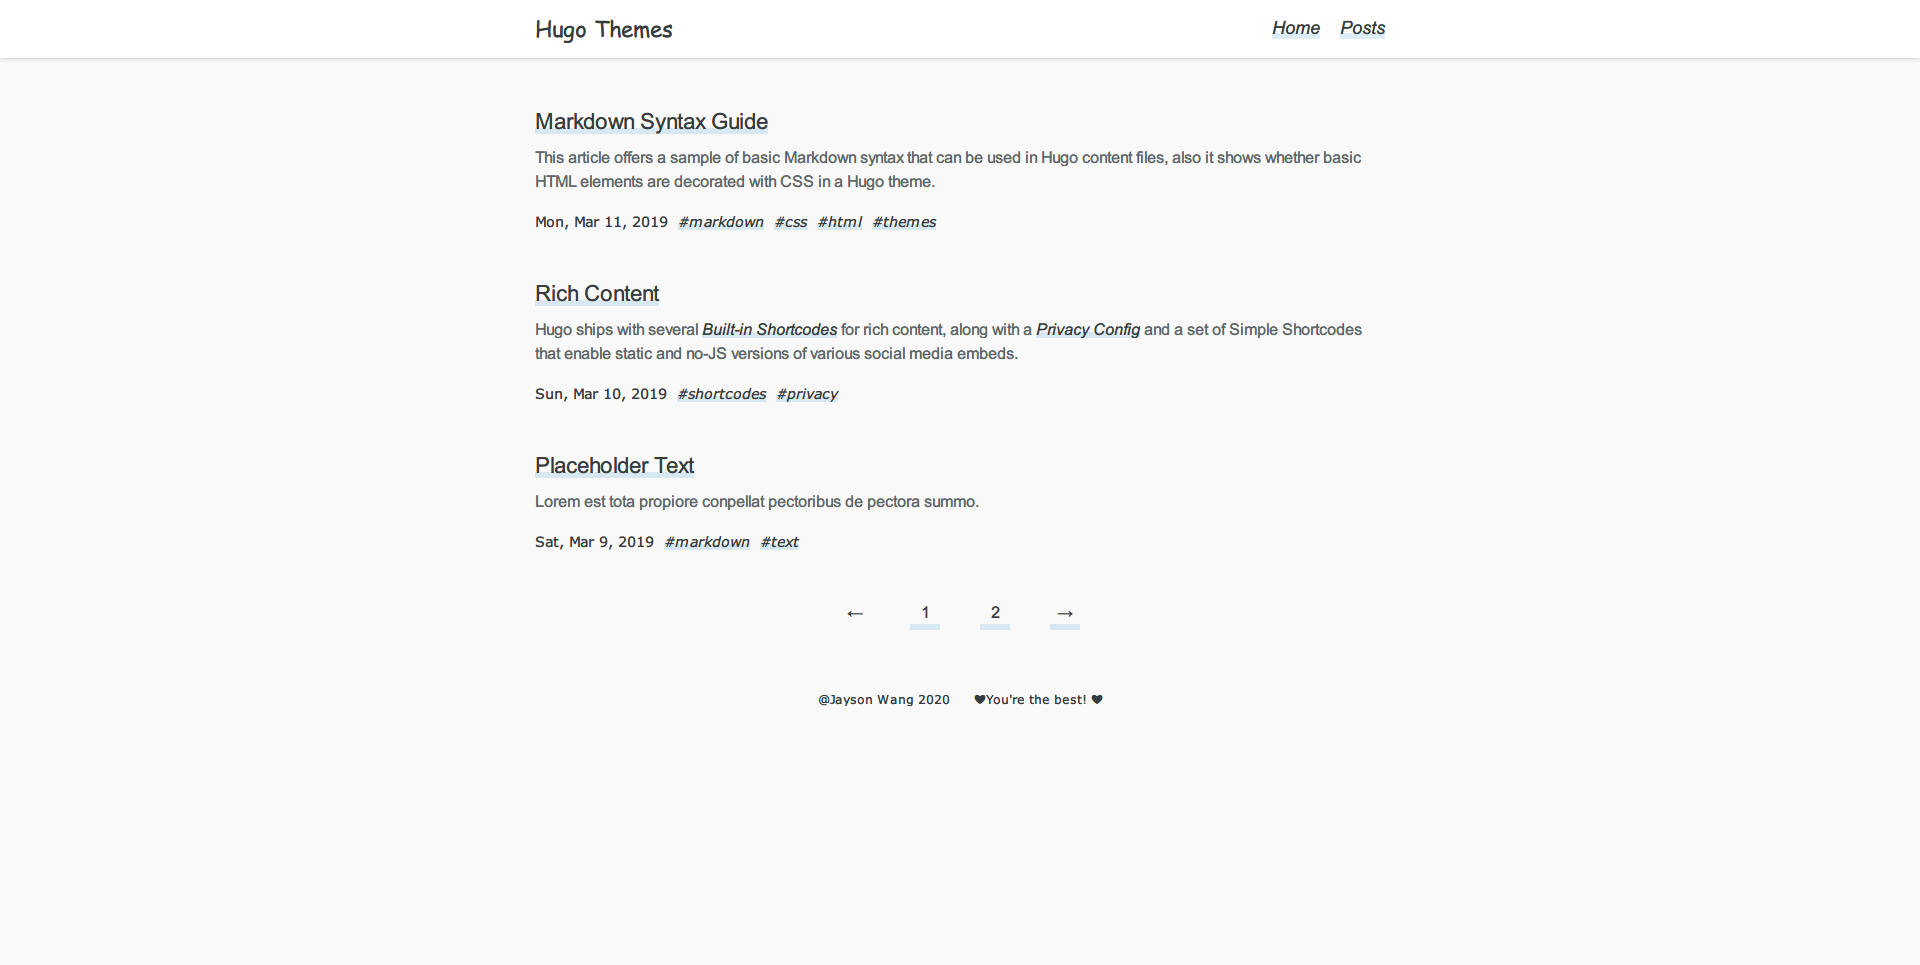 Hugo Themes
Home Posts
Markdown Syntax Guide
This article offers a sample of basic Markdown syntax that can be used in Hugo content files, also it shows whether basic
HTML elements are decorated with CSS in a Hugo theme.
Mon, Mar 11, 2019 #markdown #css #html #themes
Rich Content
Hugo ships with several Built-in Shortcodes for rich content, along with a Privacy Config and a set of Simple Shortcodes
that enable static and no-JS versions of various social media embeds.
Sun, Mar 10, 2019 #shortcodes #privacy
Placeholder Text
Lorem est tota propiore conpellat pectoribus de pectora summo.
Sat, Mar 9, 2019 #markdown #text
← 1 2 →
@Jayson Wang 2020 ♥You're the best! ♥